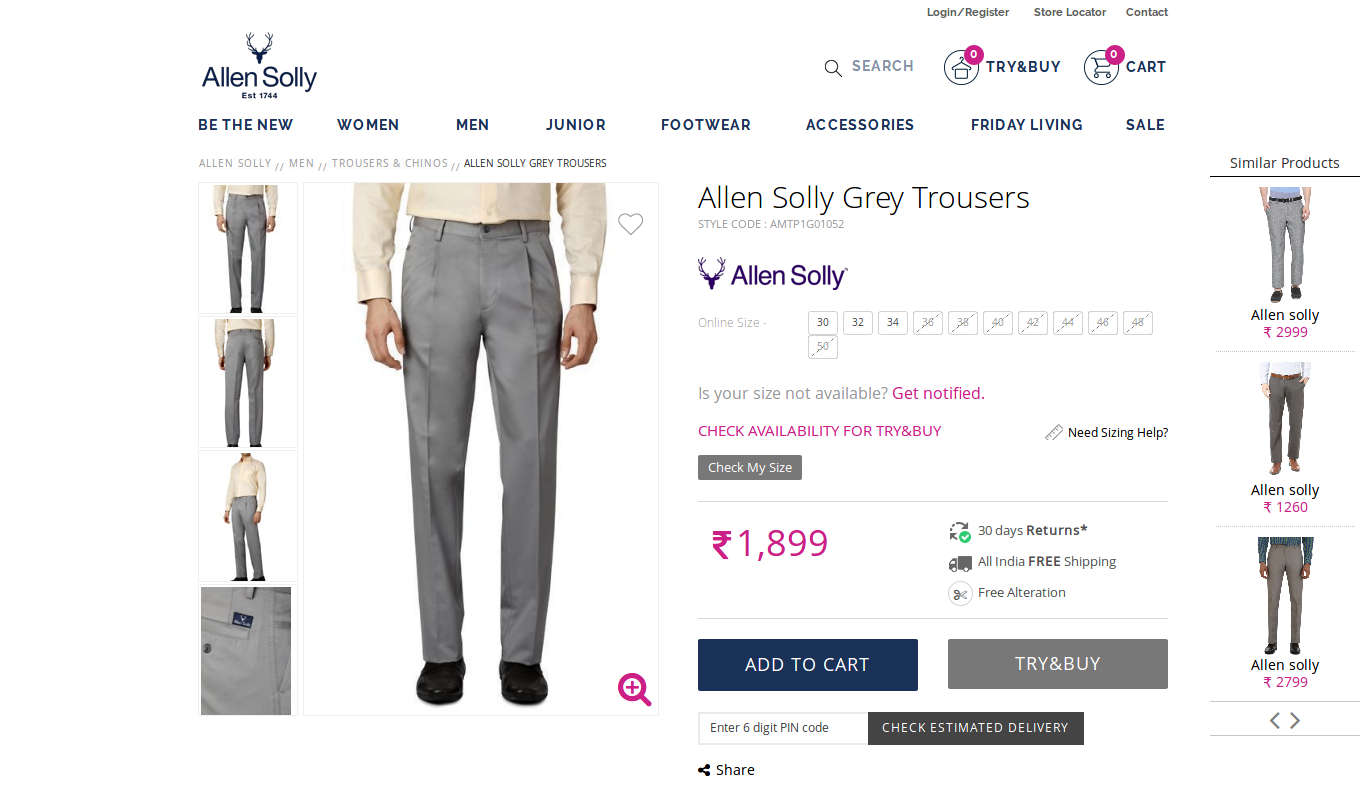 Login/Register Store Locator Contact
Allen Solly
Est 1744
SEARCH 0 TRY&BUY 0 CART
BE THE NEW WOMEN MEN JUNIOR FOOTWEAR ACCESSORIES FRIDAY LIVING SALE
ALLEN SOLLY // MEN // TROUSERS & CHINOS // ALLEN SOLLY GREY TROUSERS
Allen Solly Grey Trousers
STYLE CODE : AMTP1G01052
Allen Solly™
Online Size - 30 32 34 36 38 40 42 44 46 48
50
Is your size not available? Get notified.
CHECK AVAILABILITY FOR TRY&BUY
Need Sizing Help?
Check My Size
₹1,899
30 days Returns*
All India FREE Shipping
Free Alteration
ADD TO CART TRY&BUY
Enter 6 digit PIN code CHECK ESTIMATED DELIVERY
Share
Similar Products
Allen solly
₹ 2999
Allen solly
₹ 1260
Allen solly
₹ 2799